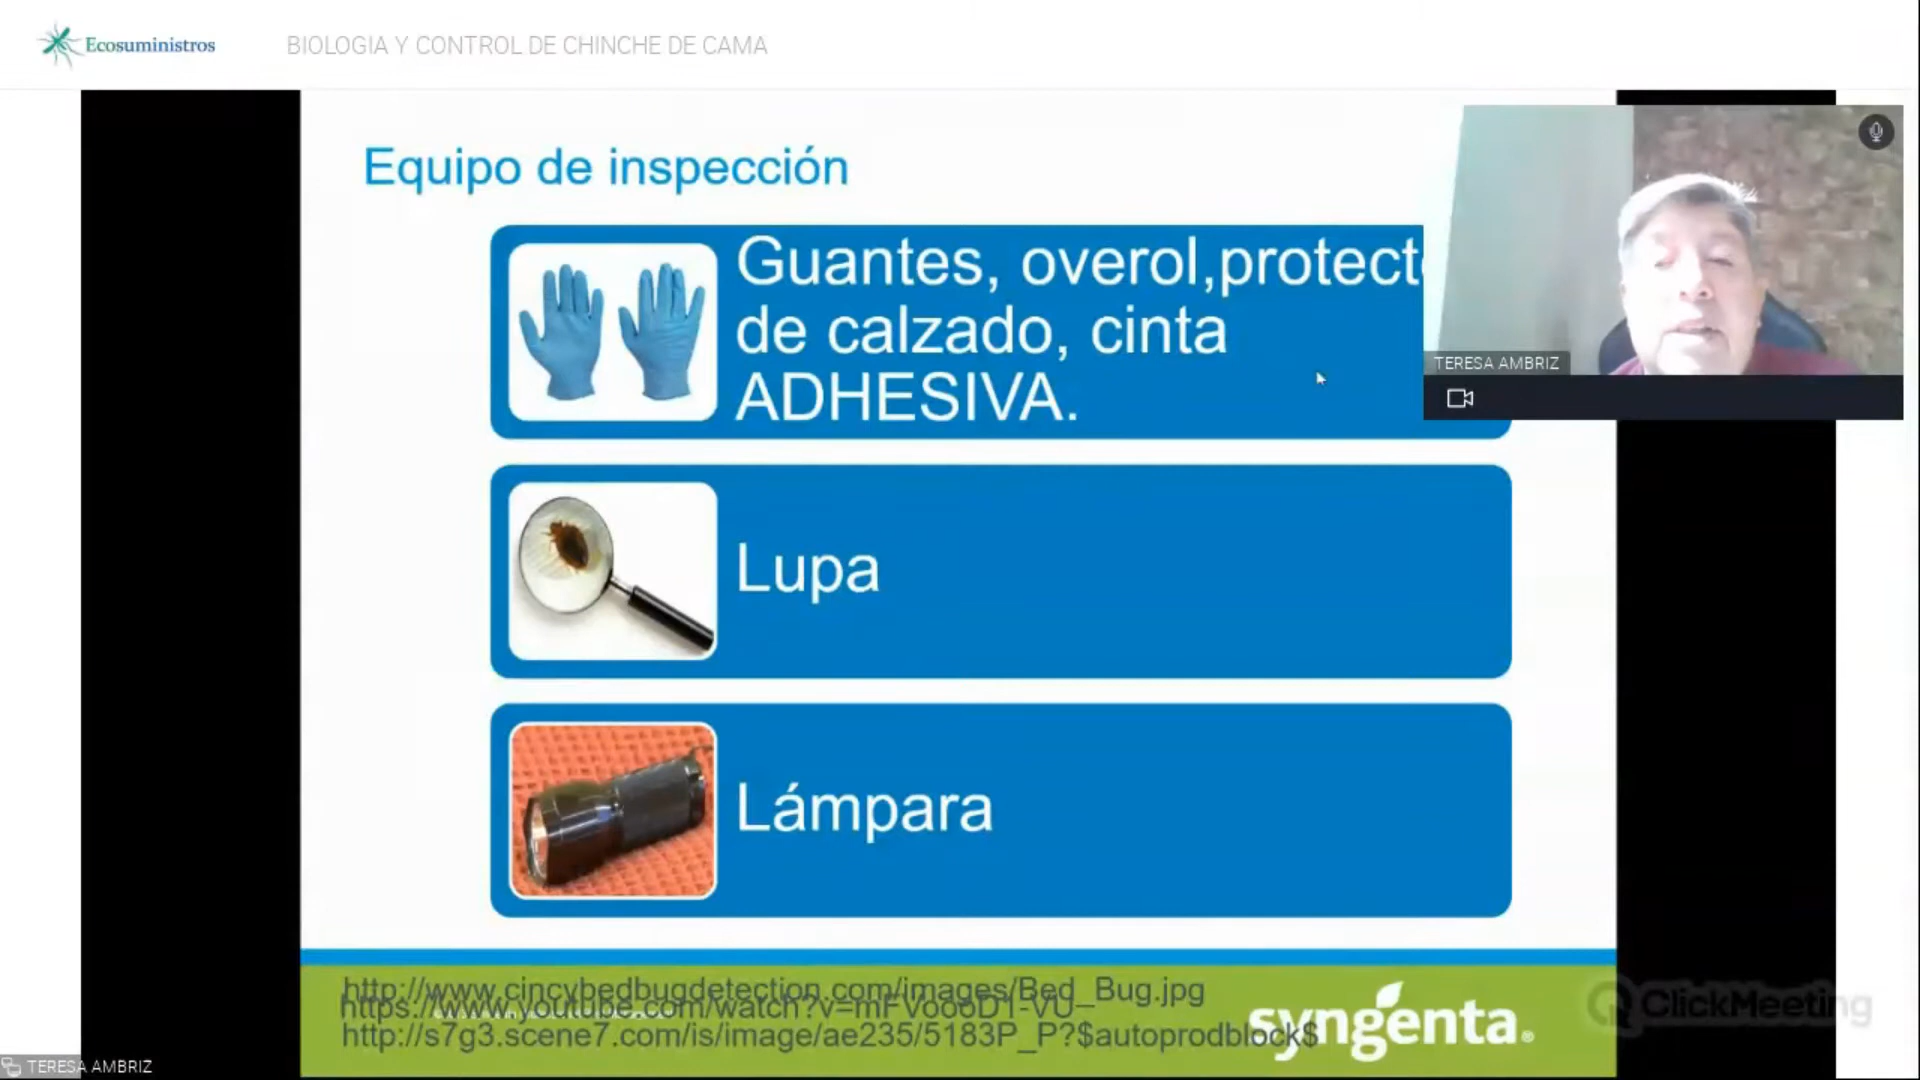 Ecosuministros
BIOLOGIA Y CONTROL DE CHINCHE DE CAMA
Equipo de inspección
Guantes, overol,protect
de calzado, cinta
ADHESIVA.
TERESA AMBRIZ
Lupa
Lámpara
http://www.cincybedbugdetection.com/images/Bed_Bug.jpg
http://s7g3.scene7.com/is/image/ae235/5183P_P?$autoprodblock$
syngenta®
ClickMeeting
TERESA AMBRIZ